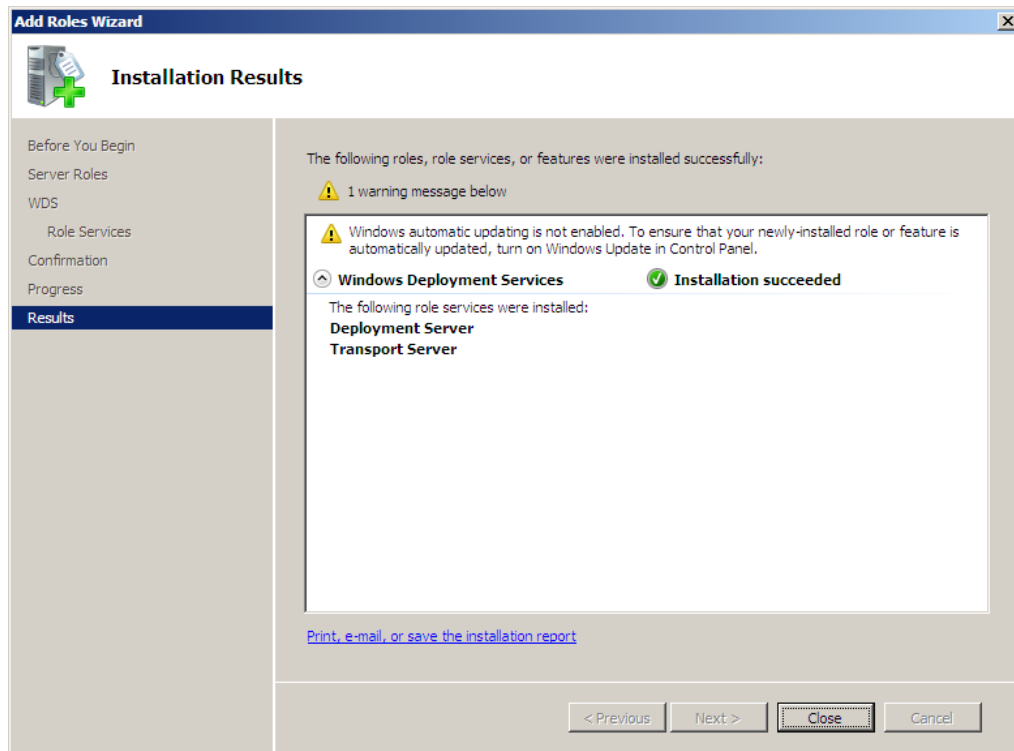 Add Roles Wizard
Installation Results
Before You Begin
Server Roles
WDS
Role Services
Confirmation
Progress
Results
The following roles, role services, or features were installed successfully:
1 warning message below
Windows automatic updating is not enabled. To ensure that your newly-installed role or feature is
automatically updated, turn on Windows Update in Control Panel.
Windows Deployment Services Installation succeeded
The following role services were installed:
Deployment Server
Transport Server
Print, e-mail, or save the installation report
< Previous Next > Close Cancel